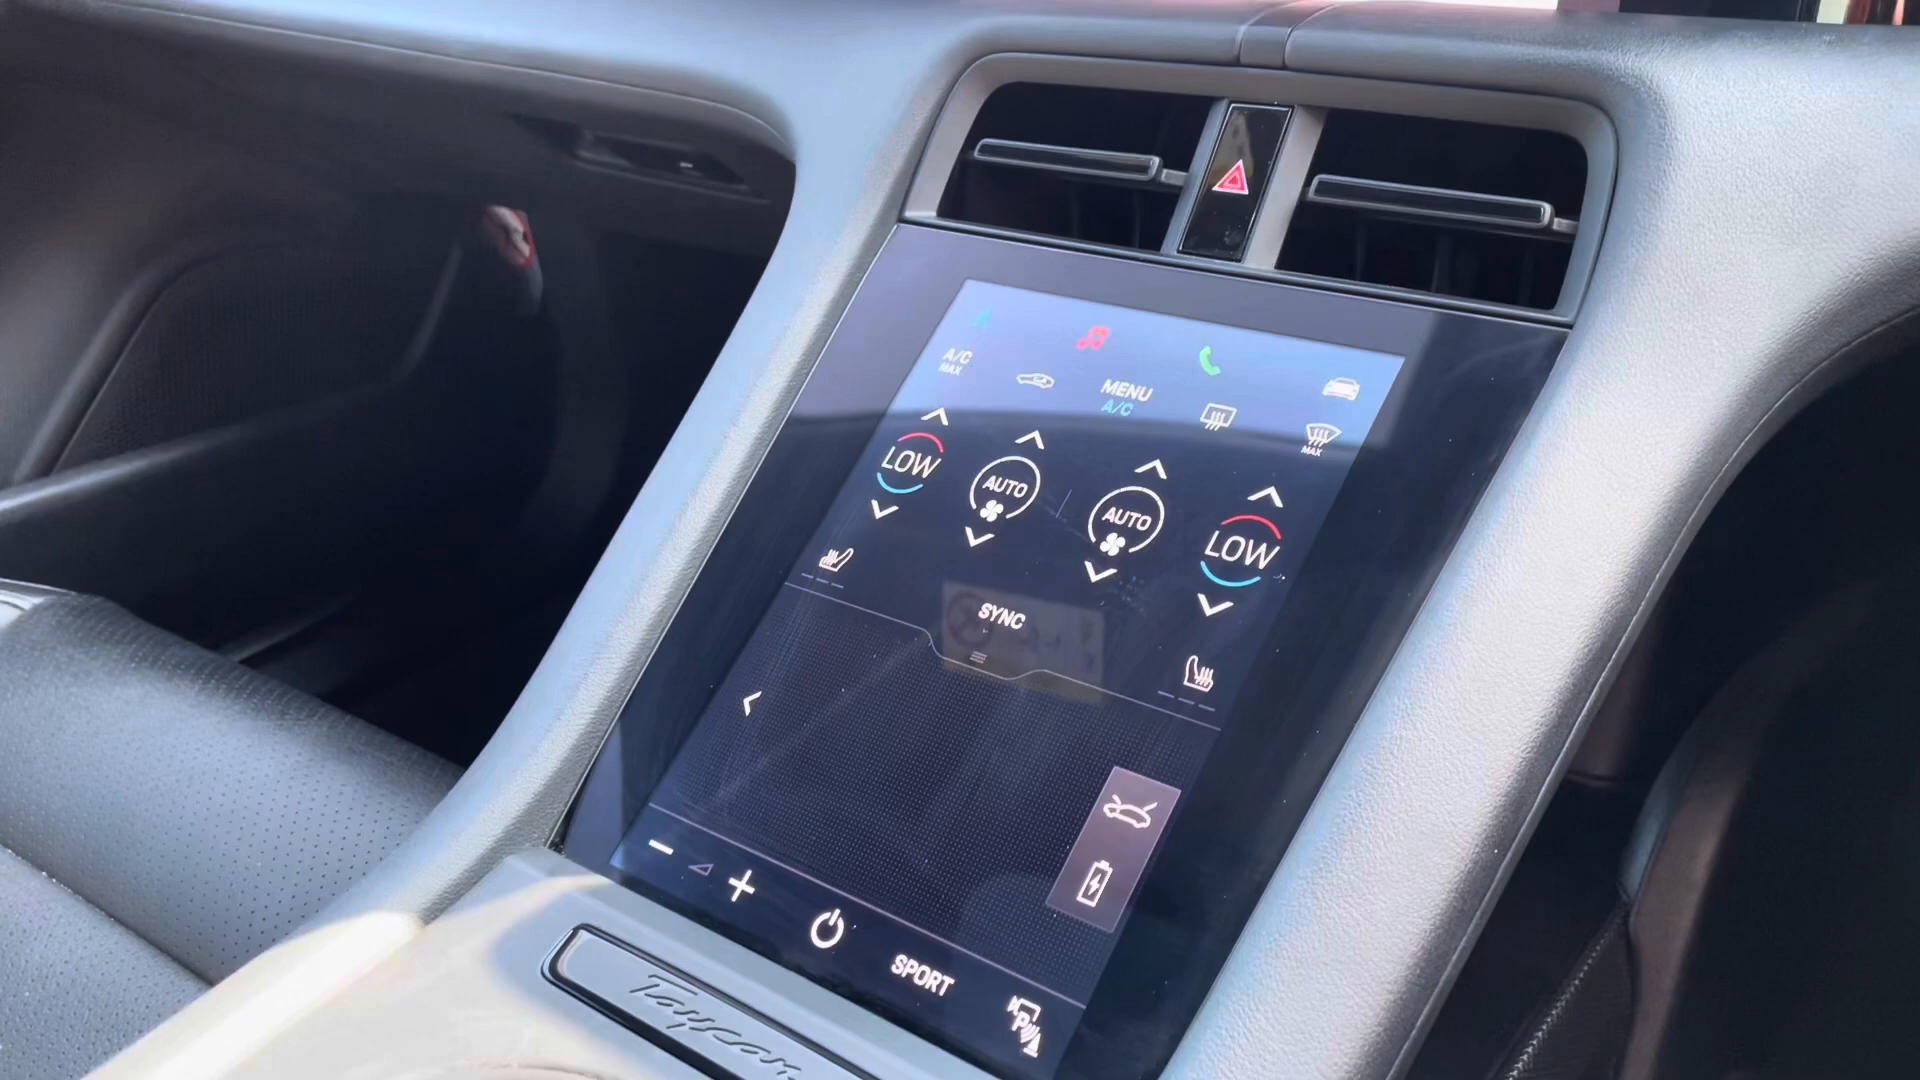 A/C
MAX
MENU
A/C
MAX
LOW
AUTO
AUTO
LOW
SYNC
SPORT
P
Taycan